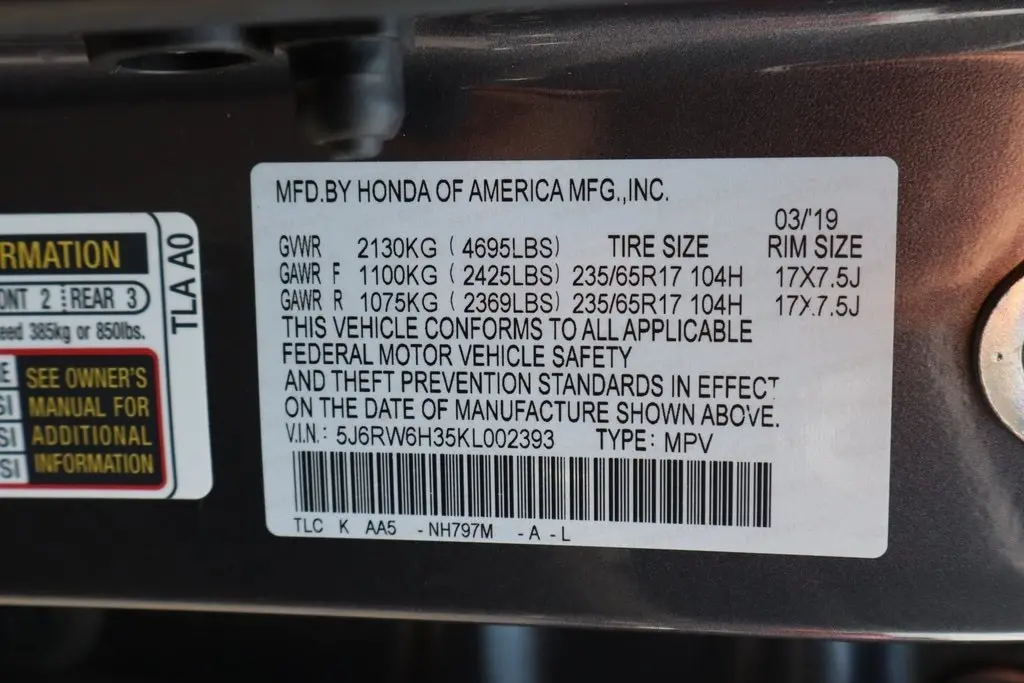 RMATION
ONT 2 REAR 3
eed 385kg or 850lbs.
E SEE OWNER'S
SI MANUAL FOR
SI ADDITIONAL
SI INFORMATION
TLA A0
MFD.BY HONDA OF AMERICA MFG.,INC.
03/'19
GVWR 2130KG ( 4695LBS) TIRE SIZE RIM SIZE
GAWR F 1100KG ( 2425LBS) 235/65R17 104H 17X7.5J
GAWR R 1075KG ( 2369LBS) 235/65R17 104H 17X7.5J
THIS VEHICLE CONFORMS TO ALL APPLICABLE
FEDERAL MOTOR VEHICLE SAFETY
AND THEFT PREVENTION STANDARDS IN EFFECT
ON THE DATE OF MANUFACTURE SHOWN ABOVE.
V.I.N.: 5J6RW6H35KL002393 TYPE: MPV
TLC K AA5 -NH797M -A -L